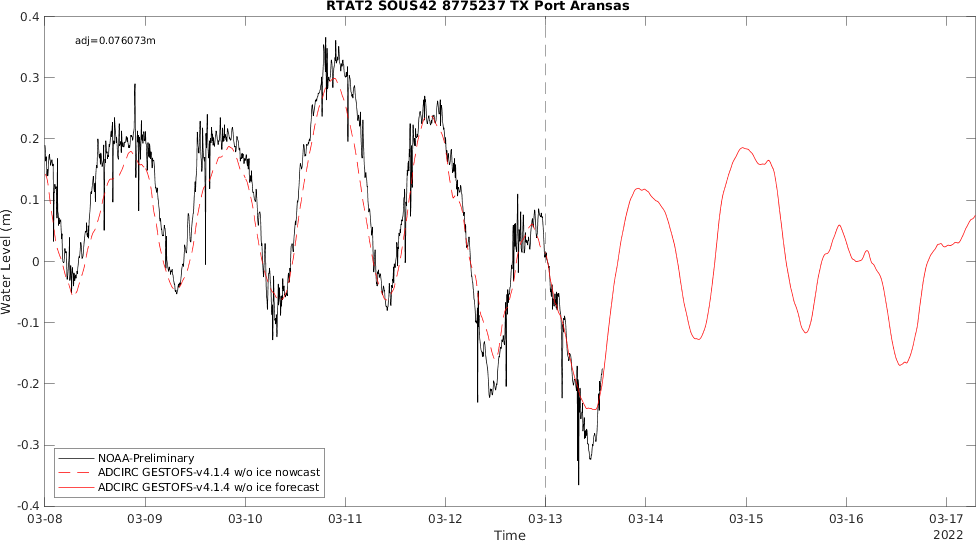 RTAT2 SOUS42 8775237 TX Port Aransas
adj=0.076073m
0.4
0.3
0.2
0.1
0
-0.1
-0.2
-0.3
-0.4
Water Level (m)
NOAA-Preliminary
ADCIRC GESTOFS-v4.1.4 w/o ice nowcast
ADCIRC GESTOFS-v4.1.4 w/o ice forecast
03-08 03-09 03-10 03-11 03-12 03-13 03-14 03-15 03-16 03-17
Time
2022